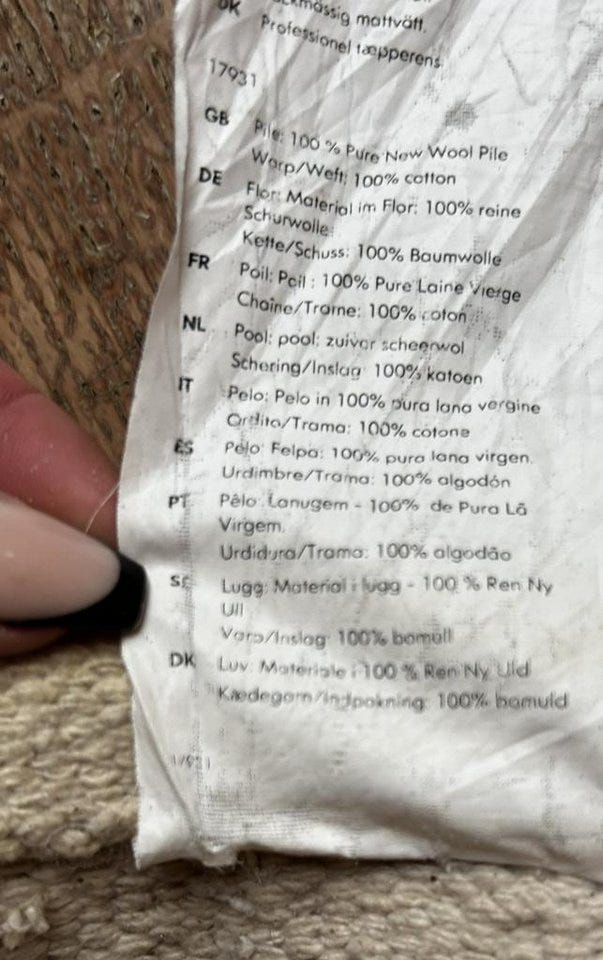 mässig mattvätt.
DK Professionel tæpperens.
17931
GB Pile: 100 % Pure New Wool Pile
Warp/Weft: 100% cotton
DE Flor: Material im Flor: 100% reine
Schurwolle.
Kette/Schuss: 100% Baumwolle
FR Poil: Poil : 100% Pure Laine Vierge
Chaîne/Trame: 100% coton
NL Pool: pool: zuiver scheerwol
Schering/Inslag 100% katoen
IT Pelo: Pelo in 100% pura lana vergine
Ordito/Trama: 100% cotone
ES Pelo: Felpa: 100% pura lana virgen.
Urdimbre/Trama: 100% algodón
PT Pêlo: Lanugem - 100% de Pura Lã
Virgem.
Urdidura/Trama: 100% algodão
SE Lugg: Material i lugg - 100 % Ren Ny
Ull
Varp/Inslag: 100% bomull
DK Luv: Materiale i 100 % Ren Ny Uld
Kædegarn/Indpakning: 100% bomuld
17931